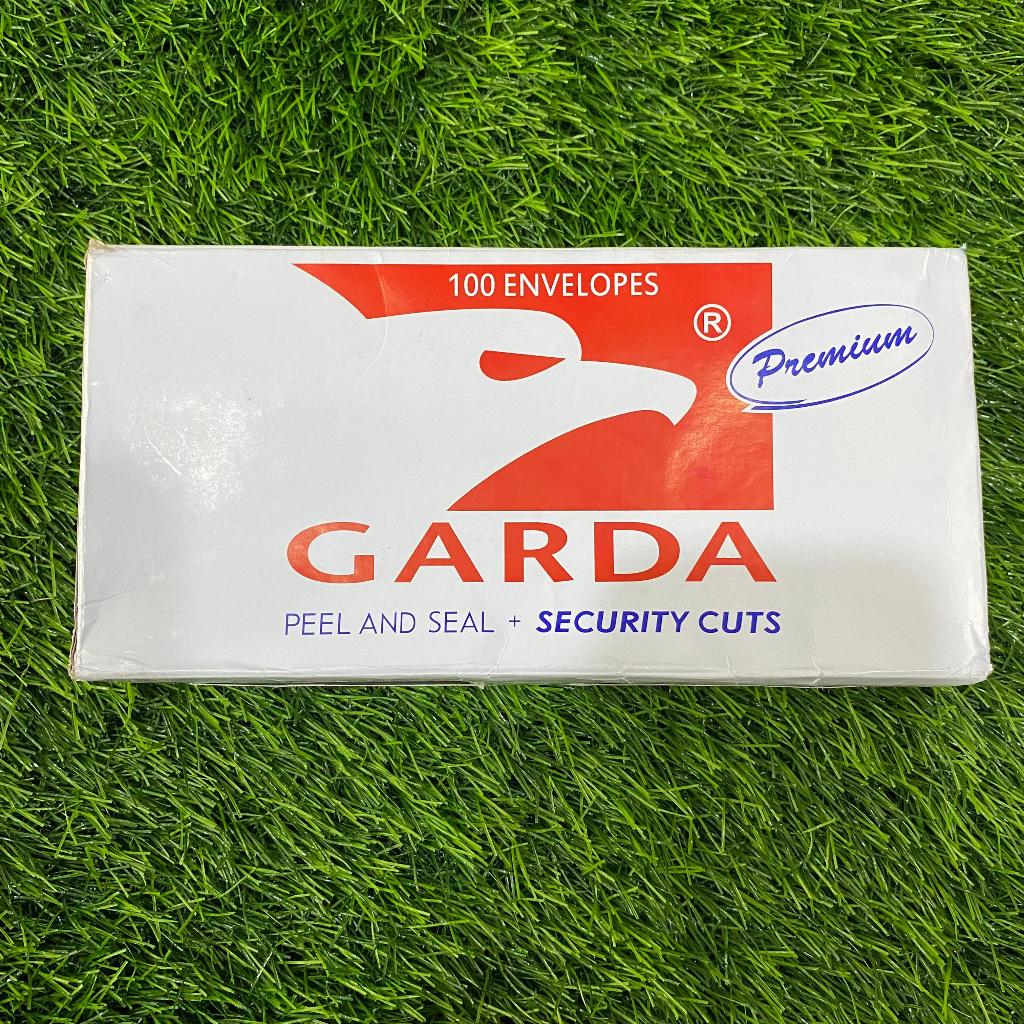 100 ENVELOPES
®
Premium
GARDA
PEEL AND SEAL + SECURITY CUTS